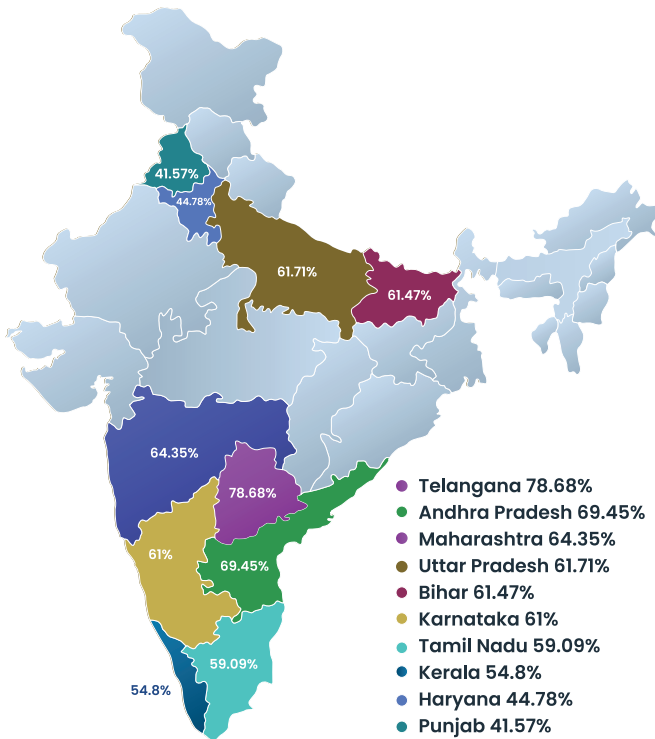 41.57%
44.78%
61.71%
61.47%
64.35%
78.68%
61%
69.45%
59.09%
54.8%
Telangana 78.68%
Andhra Pradesh 69.45%
Maharashtra 64.35%
Uttar Pradesh 61.71%
Bihar 61.47%
Karnataka 61%
Tamil Nadu 59.09%
Kerala 54.8%
Haryana 44.78%
Punjab 41.57%